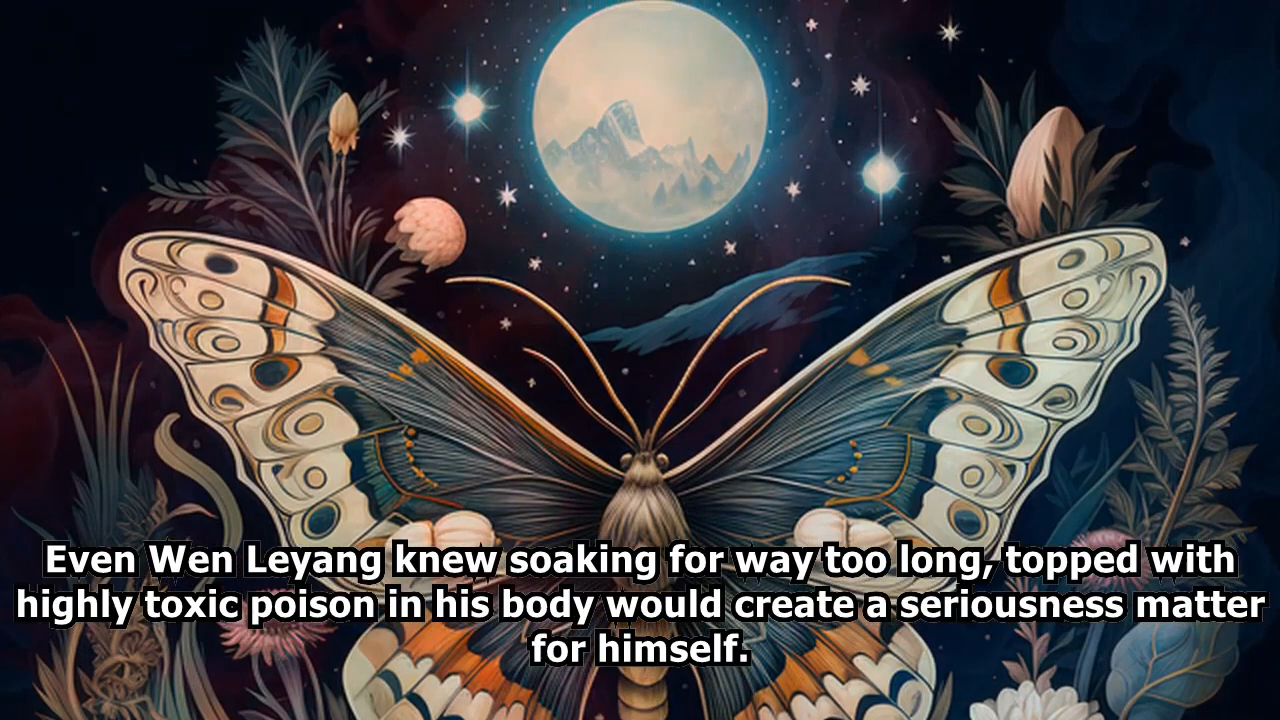 Even Wen Leyang knew soaking for way too long, topped with
highly toxic poison in his body would create a seriousness matter
for himself.